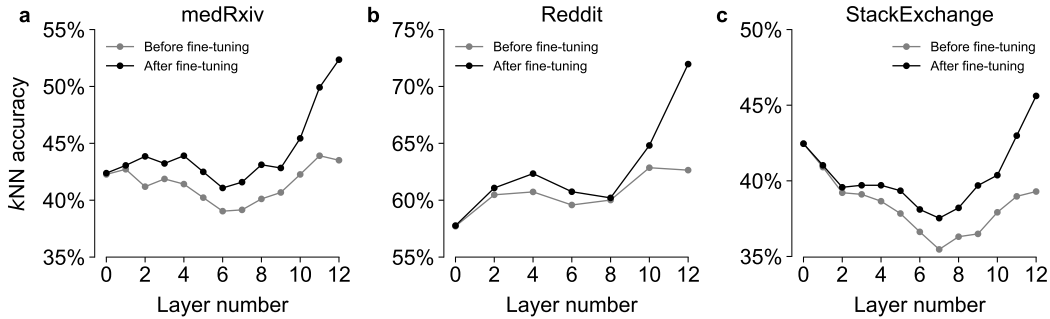 a medRxiv
55%
50%
45%
40%
35%
kNN accuracy
Before fine-tuning
After fine-tuning
0 2 4 6 8 10 12
Layer number
b Reddit
75%
70%
65%
60%
55%
Before fine-tuning
After fine-tuning
0 2 4 6 8 10 12
Layer number
c StackExchange
50%
45%
40%
35%
Before fine-tuning
After fine-tuning
0 2 4 6 8 10 12
Layer number